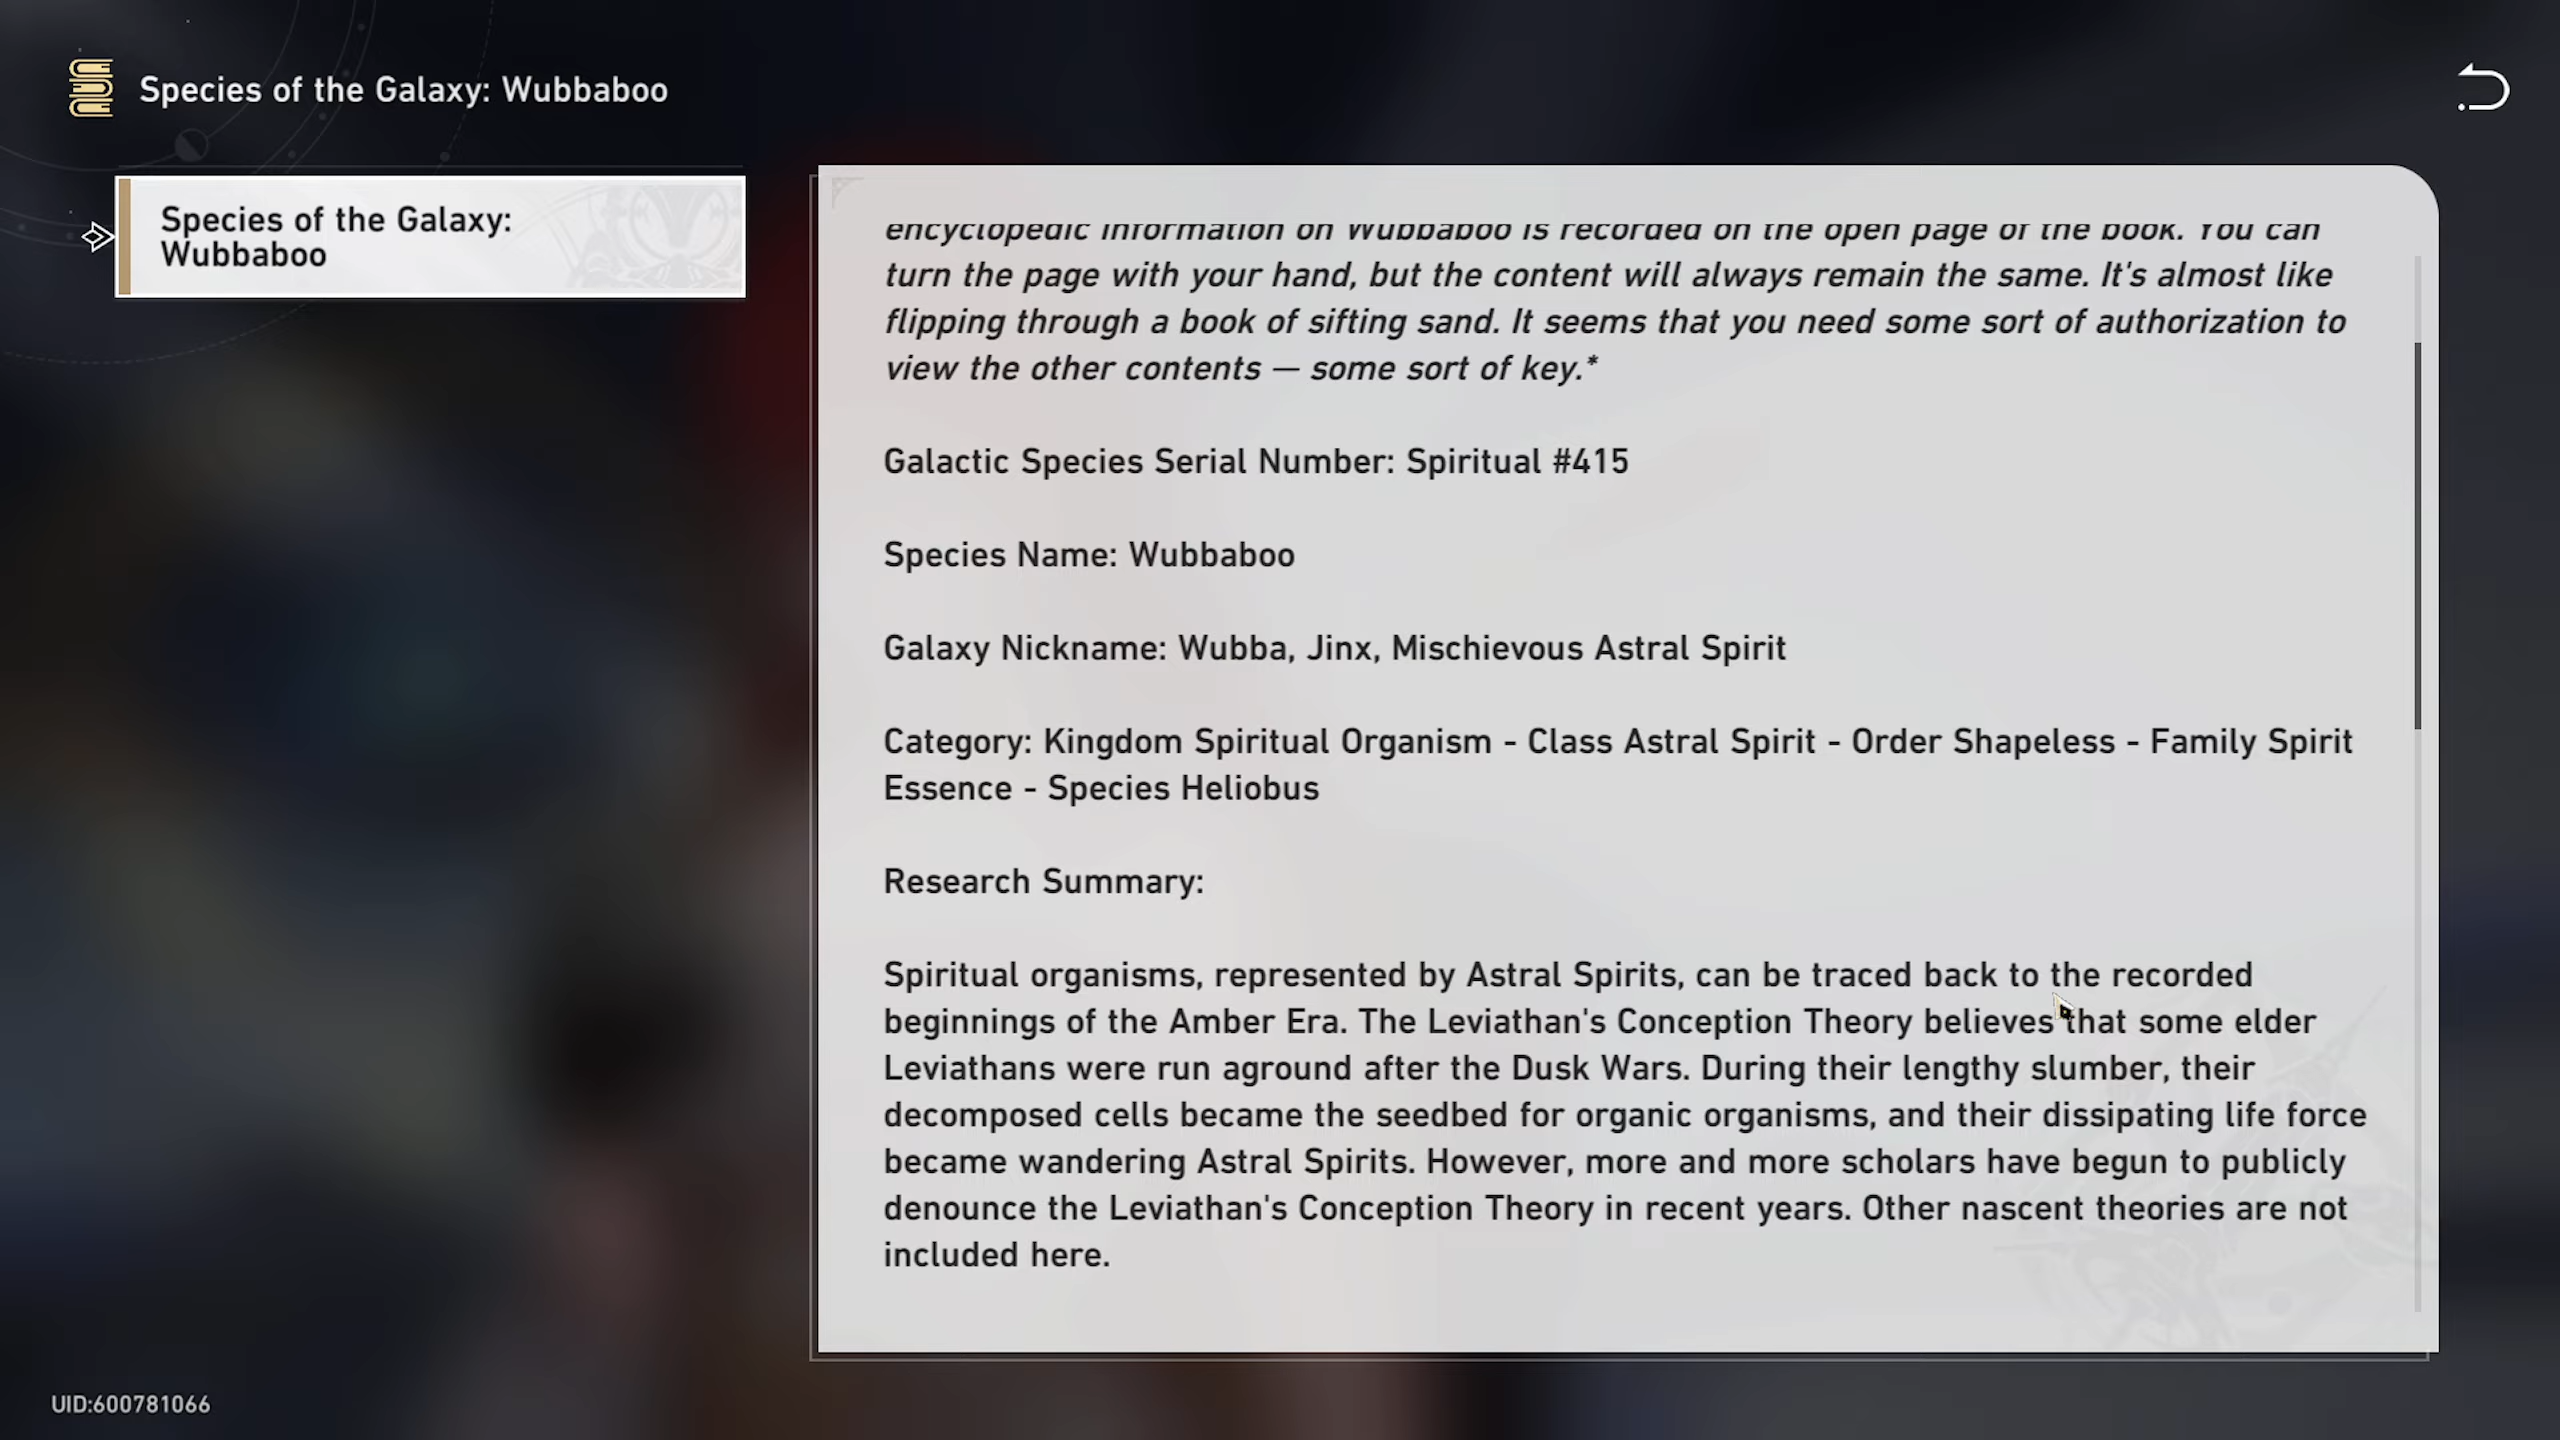 Species of the Galaxy: Wubbaboo
Species of the Galaxy:
Wubbaboo
encyclopedic information on Wubbaboo is recorded on the open page of the book. You can
turn the page with your hand, but the content will always remain the same. It's almost like
flipping through a book of sifting sand. It seems that you need some sort of authorization to
view the other contents — some sort of key.*
Galactic Species Serial Number: Spiritual #415
Species Name: Wubbaboo
Galaxy Nickname: Wubba, Jinx, Mischievous Astral Spirit
Category: Kingdom Spiritual Organism - Class Astral Spirit - Order Shapeless - Family Spirit
Essence - Species Heliobus
Research Summary:
Spiritual organisms, represented by Astral Spirits, can be traced back to the recorded
beginnings of the Amber Era. The Leviathan's Conception Theory believes that some elder
Leviathans were run aground after the Dusk Wars. During their lengthy slumber, their
decomposed cells became the seedbed for organic organisms, and their dissipating life force
became wandering Astral Spirits. However, more and more scholars have begun to publicly
denounce the Leviathan's Conception Theory in recent years. Other nascent theories are not
included here.
UID:600781066